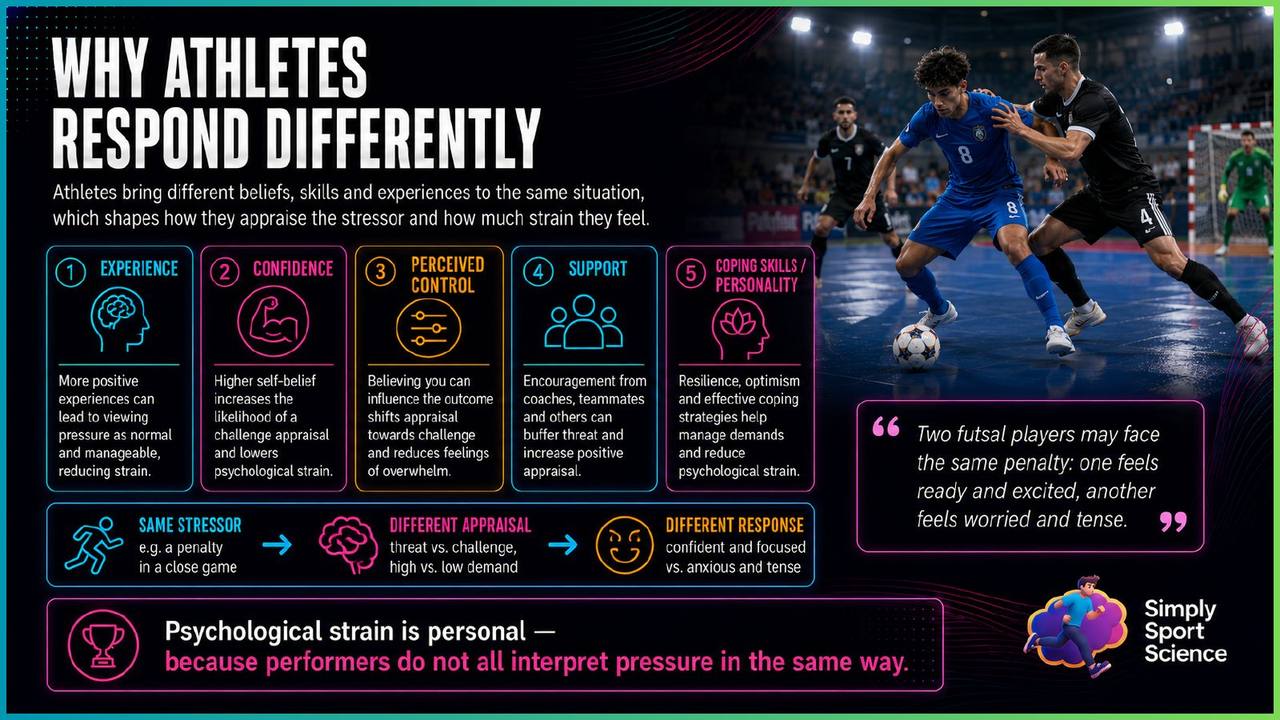 WHY ATHLETES
RESPOND DIFFERENTLY
Athletes bring different beliefs, skills and experiences to the same situation,
which shapes how they appraise the stressor and how much strain they feel.
1 EXPERIENCE
More positive
experiences can
lead to viewing
pressure as normal
and manageable,
reducing strain.
2 CONFIDENCE
Higher self-belief
increases the
likelihood of a
challenge appraisal
and lowers
psychological strain.
3 PERCEIVED
CONTROL
Believing you can
influence the outcome
shifts appraisal
towards challenge
and reduces feelings
of overwhelm.
4 SUPPORT
Encouragement from
coaches, teammates
and others can
buffer threat and
increase positive
appraisal.
5 COPING SKILLS /
PERSONALITY
Resilience, optimism
and effective coping
strategies help
manage demands
and reduce
psychological strain.
SAME STRESSOR
e.g. a penalty
in a close game
DIFFERENT APPRAISAL
threat vs. challenge,
high vs. low demand
DIFFERENT RESPONSE
confident and focused
vs. anxious and tense
Psychological strain is personal —
because performers do not all interpret pressure in the same way.
7
8
8
4
“ Two futsal players may face
the same penalty: one feels
ready and excited, another
feels worried and tense. ”
Simply
Sport
Science